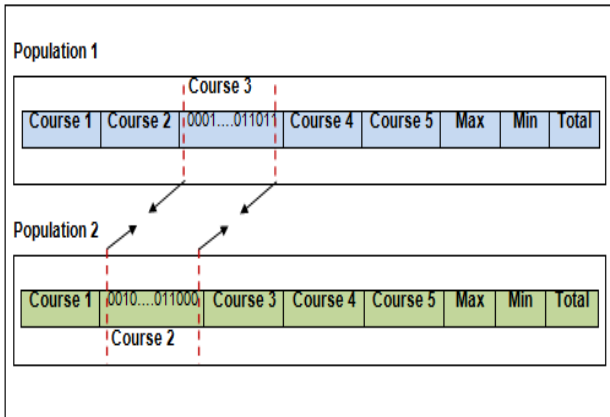 Population 1
Course 3
Course 1 Course 2 0001....011011 Course 4 Course 5 Max Min Total
Population 2
Course 1 0010....011000 Course 3 Course 4 Course 5 Max Min Total
Course 2